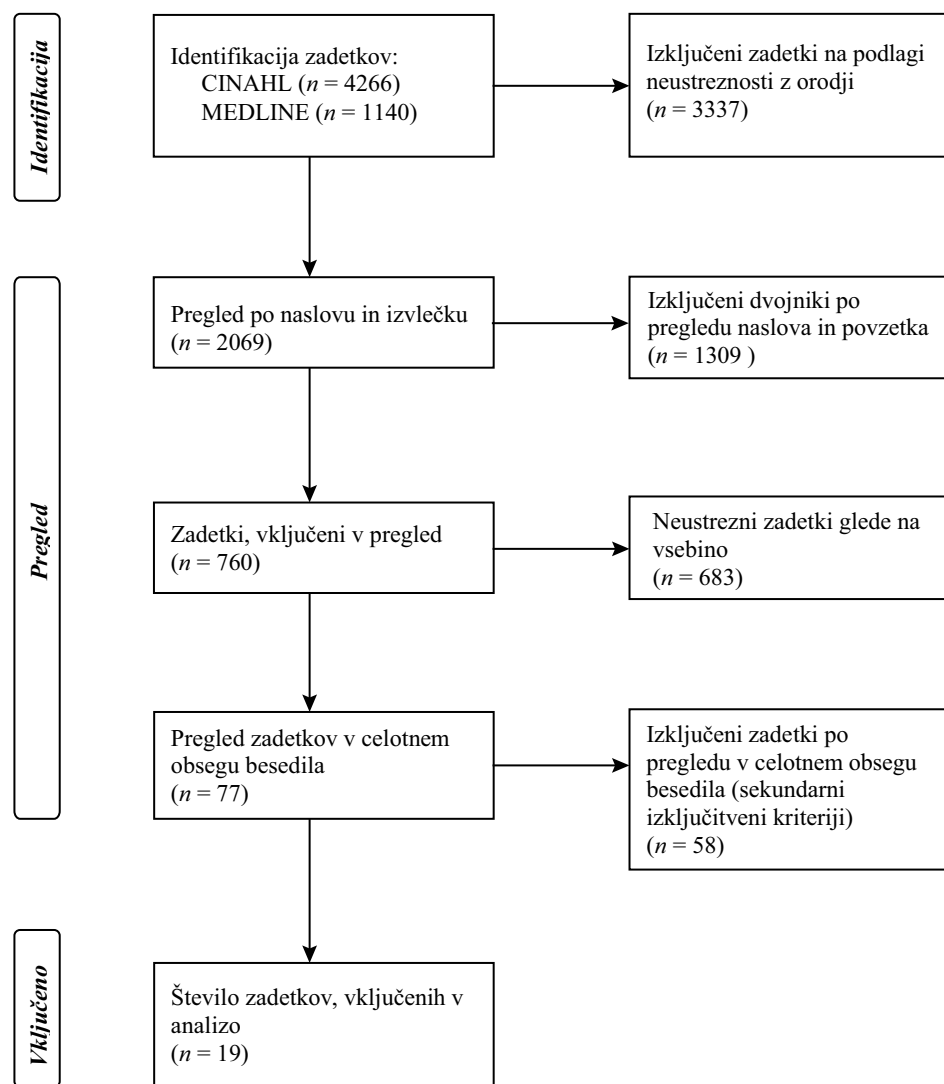 Identifikacija
Identifikacija zadetkov:
CINAHL (n = 4266)
MEDLINE (n = 1140)
Izključeni zadetki na podlagi
neustreznosti z orodji
(n = 3337)
Pregled
Pregled po naslovu in izvlečku
(n = 2069)
Izključeni dvojniki po
pregledu naslova in povzetka
(n = 1309 )
Zadetki, vključeni v pregled
(n = 760)
Neustrezni zadetki glede na
vsebino
(n = 683)
Pregled zadetkov v celotnem
obsegu besedila
(n = 77)
Izključeni zadetki po
pregledu v celotnem obsegu
besedila (sekundarni
izključitveni kriteriji)
(n = 58)
Vključeno
Število zadetkov, vključenih v
analizo
(n = 19)